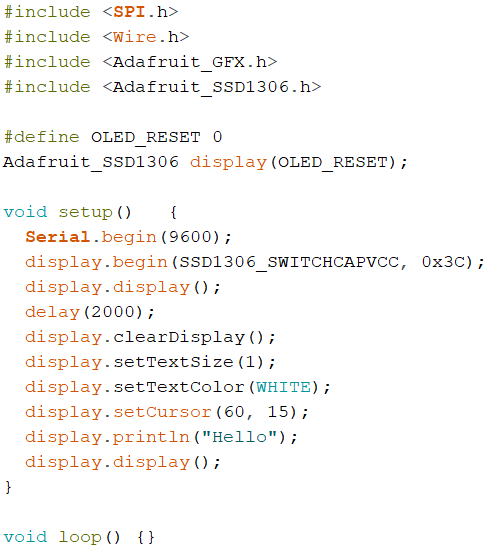 #include <SPI.h>
#include <Wire.h>
#include <Adafruit_GFX.h>
#include <Adafruit_SSD1306.h>

#define OLED_RESET 0
Adafruit_SSD1306 display(OLED_RESET);

void setup()   {
  Serial.begin(9600);
  display.begin(SSD1306_SWITCHCAPVCC, 0x3C);
  display.display();
  delay(2000);
  display.clearDisplay();
  display.setTextSize(1);
  display.setTextColor(WHITE);
  display.setCursor(60, 15);
  display.println("Hello");
  display.display();
}

void loop() {}